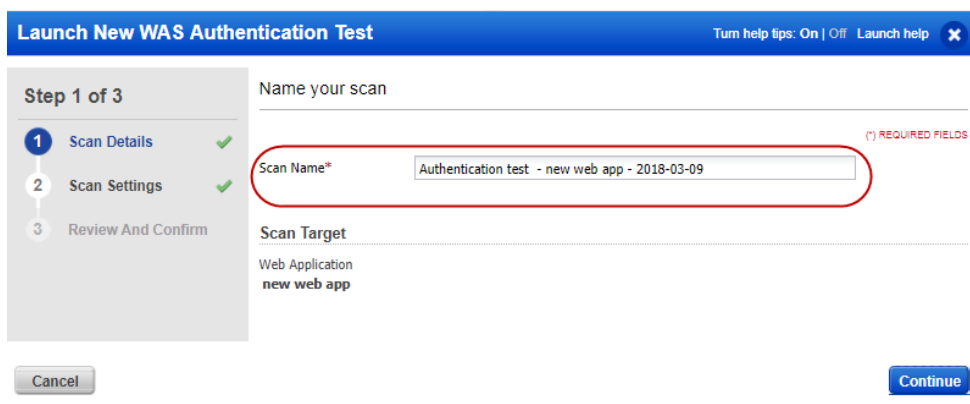 Launch New WAS Authentication Test
Turn help tips: On | Off Launch help
Step 1 of 3
1 Scan Details
2 Scan Settings
3 Review And Confirm
Name your scan
(*) REQUIRED FIELDS
Scan Name* Authentication test - new web app - 2018-03-09
Scan Target
Web Application
new web app
Cancel
Continue